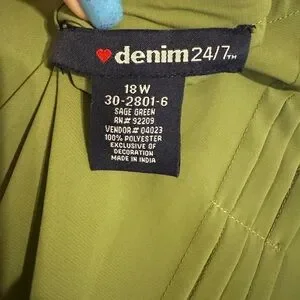 denim 24/7™
18 W
30-2801-6
SAGE GREEN
RN# 92209
VENDOR# 04023
100% POLYESTER
EXCLUSIVE OF
DECORATION
MADE IN INDIA